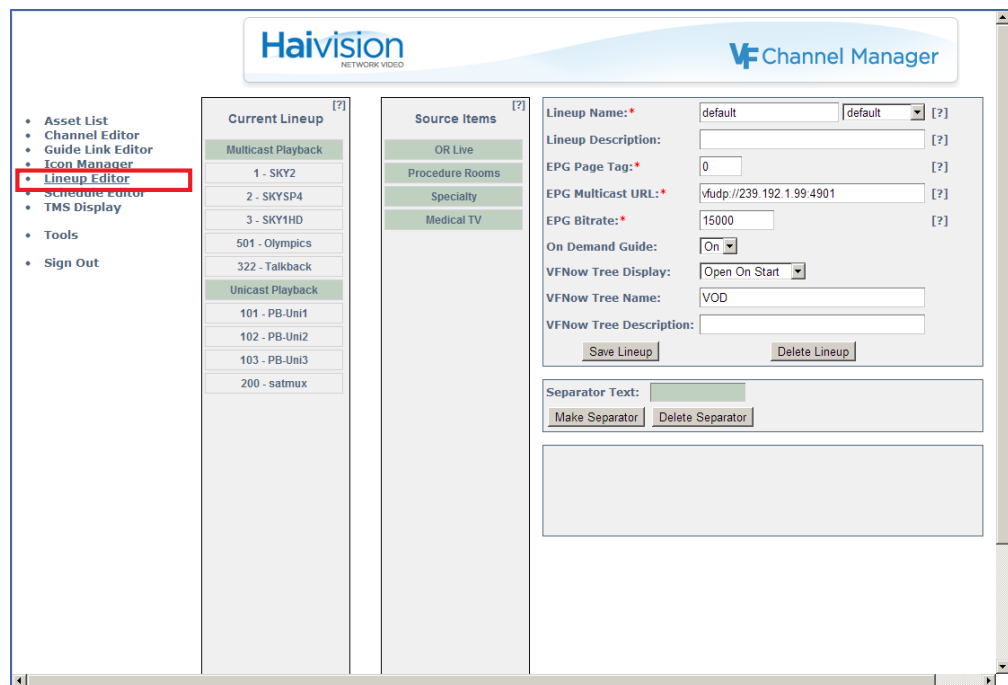 Haivision
NETWORK VIDEO
VF Channel Manager
Asset List
Channel Editor
Guide Link Editor
Icon Manager
Lineup Editor
Schedule Editor
TMS Display
Tools
Sign Out
[?]
Current Lineup
Multicast Playback
1 - SKY2
2 - SKYSP4
3 - SKY1HD
501 - Olympics
322 - Talkback
Unicast Playback
101 - PB-Uni1
102 - PB-Uni2
103 - PB-Uni3
200 - satmux
[?]
Source Items
OR Live
Procedure Rooms
Specialty
Medical TV
Lineup Name:* default default [?]
Lineup Description: [?]
EPG Page Tag:* 0 [?]
EPG Multicast URL:* vfudp://239.192.1.99:4901 [?]
EPG Bitrate:* 15000 [?]
On Demand Guide: On
VFNow Tree Display: Open On Start
VFNow Tree Name: VOD
VFNow Tree Description:
Save Lineup Delete Lineup
Separator Text:
Make Separator Delete Separator